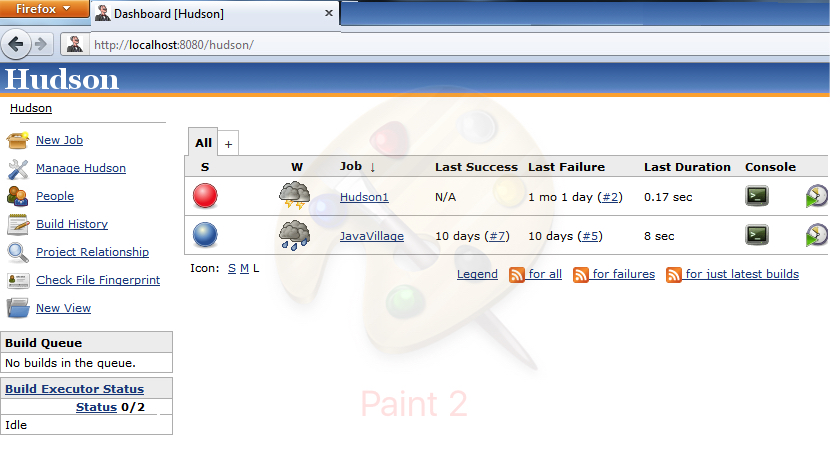 Firefox
Dashboard [Hudson]
http://localhost:8080/hudson/
Hudson
Hudson
New Job
Manage Hudson
People
Build History
Project Relationship
Check File Fingerprint
New View
Build Queue
No builds in the queue.
Build Executor Status
Status 0/2
Idle
All +
S W Job ↓ Last Success Last Failure Last Duration Console
Hudson1 N/A 1 mo 1 day (#2) 0.17 sec
JavaVillage 10 days (#7) 10 days (#5) 8 sec
Icon: S M L
Legend for all for failures for just latest builds
Paint 2